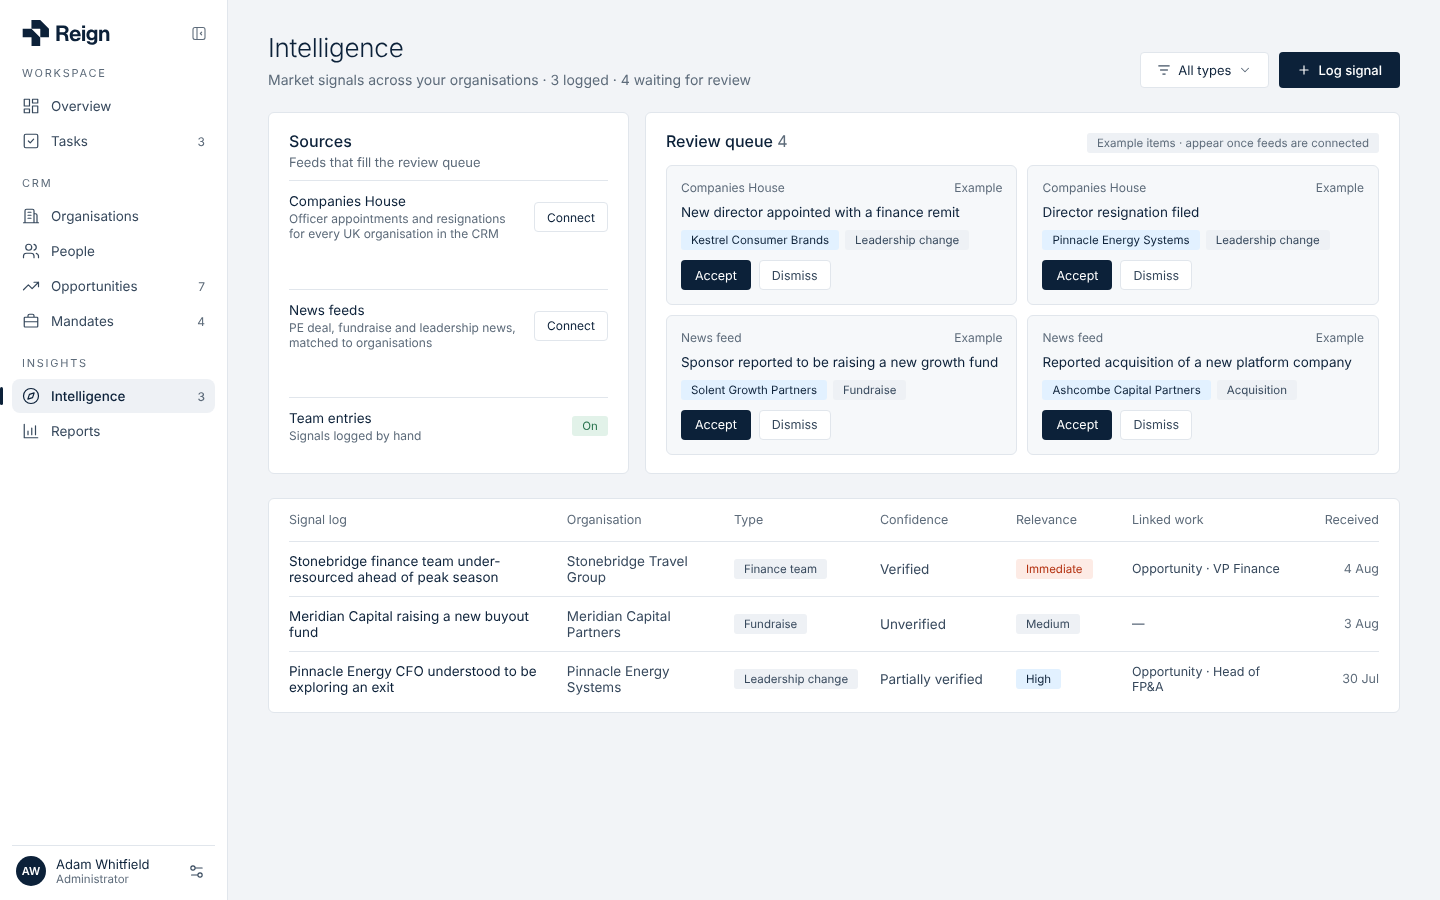 Reign
WORKSPACE
Overview
Tasks 3
CRM
Organisations
People
Opportunities 7
Mandates 4
INSIGHTS
Intelligence 3
Reports
AW
Adam Whitfield
Administrator
Intelligence
Market signals across your organisations · 3 logged · 4 waiting for review
All types
Log signal
Sources
Feeds that fill the review queue
Companies House
Officer appointments and resignations
for every UK organisation in the CRM
Connect
News feeds
PE deal, fundraise and leadership news,
matched to organisations
Connect
Team entries
Signals logged by hand
On
Review queue 4
Example items · appear once feeds are connected
Companies House Example
New director appointed with a finance remit
Kestrel Consumer Brands Leadership change
Accept Dismiss
Companies House Example
Director resignation filed
Pinnacle Energy Systems Leadership change
Accept Dismiss
News feed Example
Sponsor reported to be raising a new growth fund
Solent Growth Partners Fundraise
Accept Dismiss
News feed Example
Reported acquisition of a new platform company
Ashcombe Capital Partners Acquisition
Accept Dismiss
Signal log Organisation Type Confidence Relevance Linked work Received
Stonebridge finance team under-
resourced ahead of peak season
Stonebridge Travel
Group
Finance team
Verified
Immediate
Opportunity · VP Finance
4 Aug
Meridian Capital raising a new buyout
fund
Meridian Capital
Partners
Fundraise
Unverified
Medium
—
3 Aug
Pinnacle Energy CFO understood to be
exploring an exit
Pinnacle Energy
Systems
Leadership change
Partially verified
High
Opportunity · Head of
FP&A
30 Jul